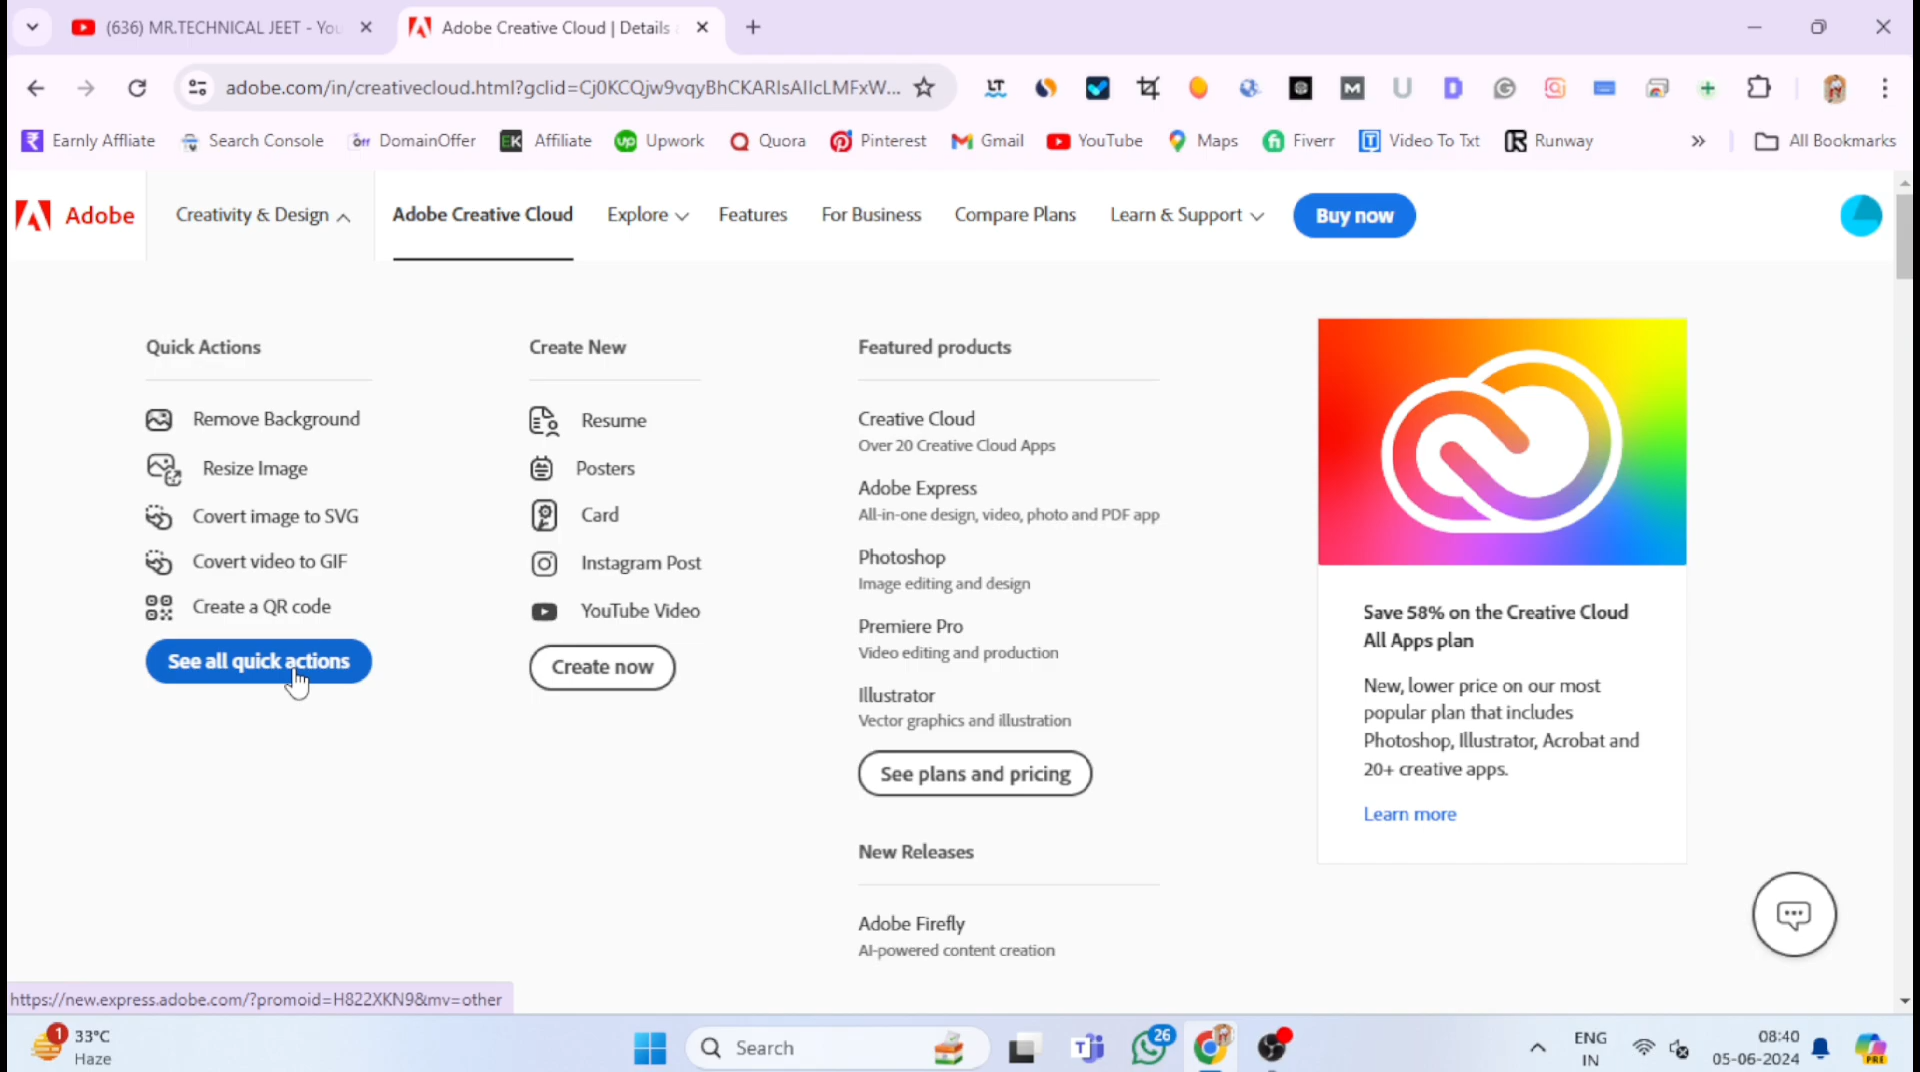 (636) MR.TECHNICAL JEET - You
Adobe Creative Cloud | Details
adobe.com/in/creativecloud.html?gclid=Cj0KCQjw9vqyBhCKARIsAIIcLMFxW...
Earnly Affliate
Search Console
DomainOffer
Affiliate
Upwork
Quora
Pinterest
Gmail
YouTube
Maps
Fiverr
Video To Txt
Runway
All Bookmarks
Adobe
Creativity & Design
Adobe Creative Cloud
Explore
Features
For Business
Compare Plans
Learn & Support
Buy now
Quick Actions
Remove Background
Resize Image
Covert image to SVG
Covert video to GIF
Create a QR code
See all quick actions
Create New
Resume
Posters
Card
Instagram Post
YouTube Video
Create now
Featured products
Creative Cloud
Over 20 Creative Cloud Apps
Adobe Express
All-in-one design, video, photo and PDF app
Photoshop
Image editing and design
Premiere Pro
Video editing and production
Illustrator
Vector graphics and illustration
See plans and pricing
New Releases
Adobe Firefly
AI-powered content creation
Save 58% on the Creative Cloud
All Apps plan
New, lower price on our most
popular plan that includes
Photoshop, Illustrator, Acrobat and
20+ creative apps.
Learn more
https://new.express.adobe.com/?promoid=H822XKN9&mv=other
1
33°C
Haze
Search
26
ENG
IN
08:40
05-06-2024
PRE